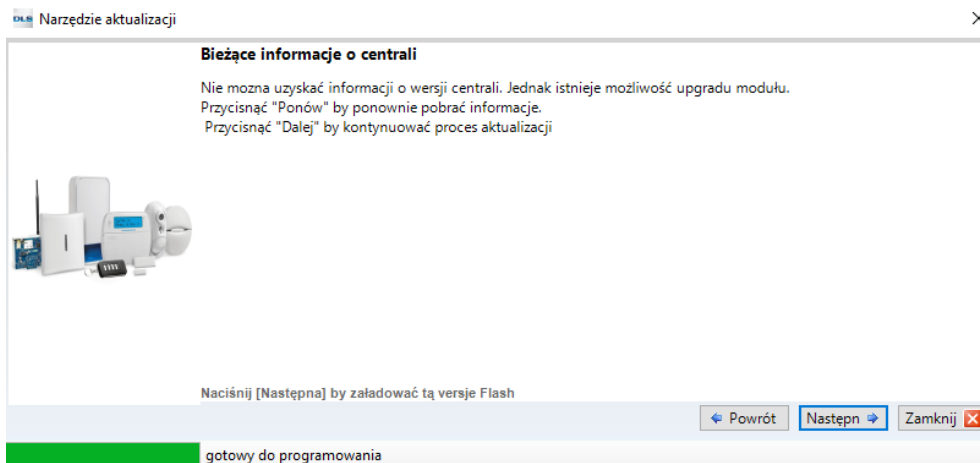 DLS Narzędzie aktualizacji
Bieżące informacje o centrali
Nie mozna uzyskać informacji o wersji centrali. Jednak istnieje możliwość upgradu modułu.
Przycisnąć "Ponów" by ponownie pobrać informacje.
Przycisnąć "Dalej" by kontynuować proces aktualizacji
Naciśnij [Następna] by załadować tą versje Flash
Powrót Następn Zamknij
gotowy do programowania